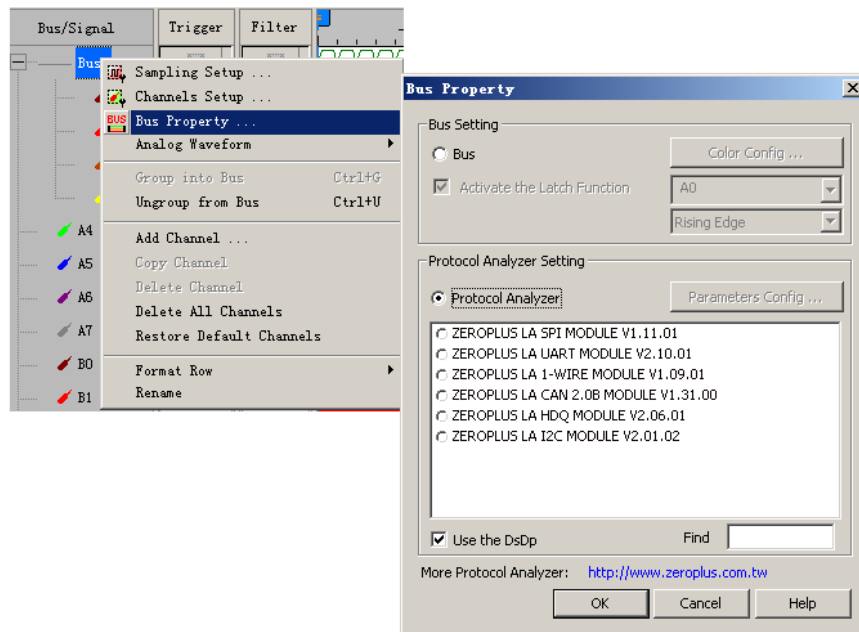 Bus/Signal Trigger Filter
Bus
Sampling Setup ...
Channels Setup ...
BUS Bus Property ...
Analog Waveform
Group into Bus Ctrl+G
Ungroup from Bus Ctrl+U
Add Channel ...
Copy Channel
Delete Channel
Delete All Channels
Restore Default Channels
Format Row
Rename
A4
A5
A6
A7
B0
B1
Bus Property
Bus Setting
Bus Color Config ...
Activate the Latch Function A0
Rising Edge
Protocol Analyzer Setting
Protocol Analyzer Parameters Config ...
ZEROPLUS LA SPI MODULE V1.11.01
ZEROPLUS LA UART MODULE V2.10.01
ZEROPLUS LA 1-WIRE MODULE V1.09.01
ZEROPLUS LA CAN 2.0B MODULE V1.31.00
ZEROPLUS LA HDQ MODULE V2.06.01
ZEROPLUS LA I2C MODULE V2.01.02
Use the DsDp Find
More Protocol Analyzer: http://www.zeroplus.com.tw
OK Cancel Help